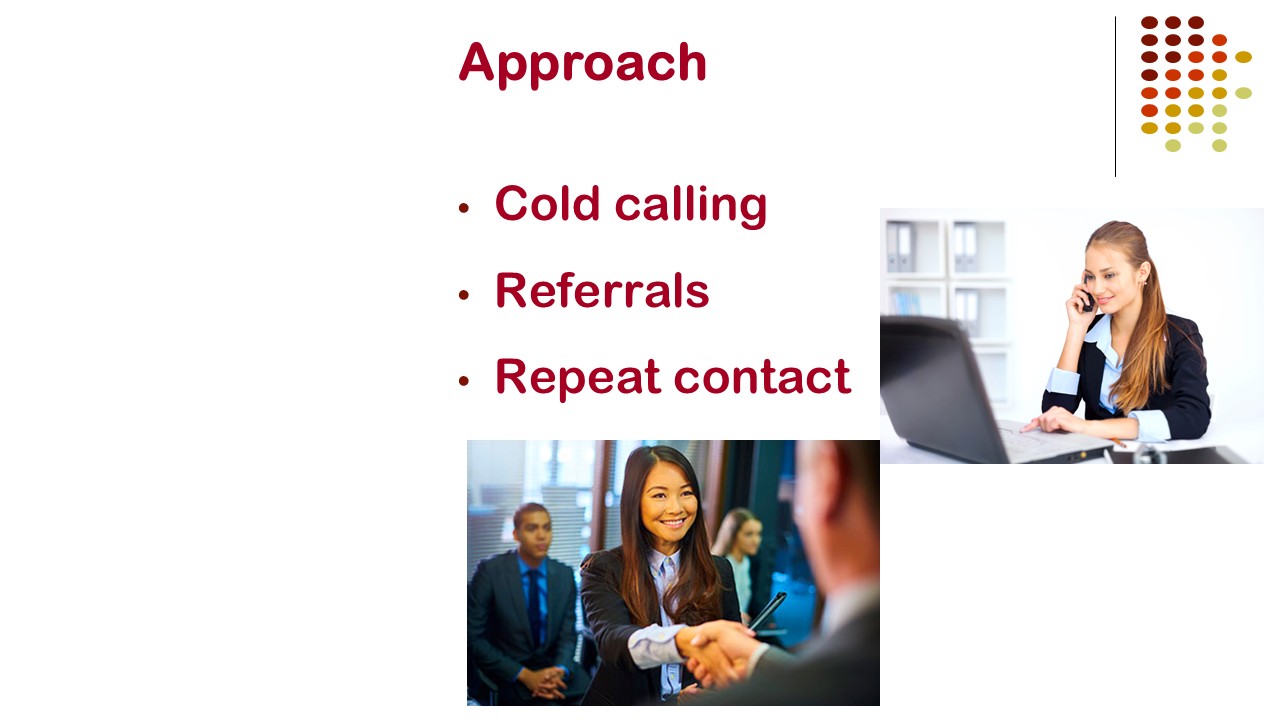 Approach
• Cold calling
• Referrals
• Repeat contact